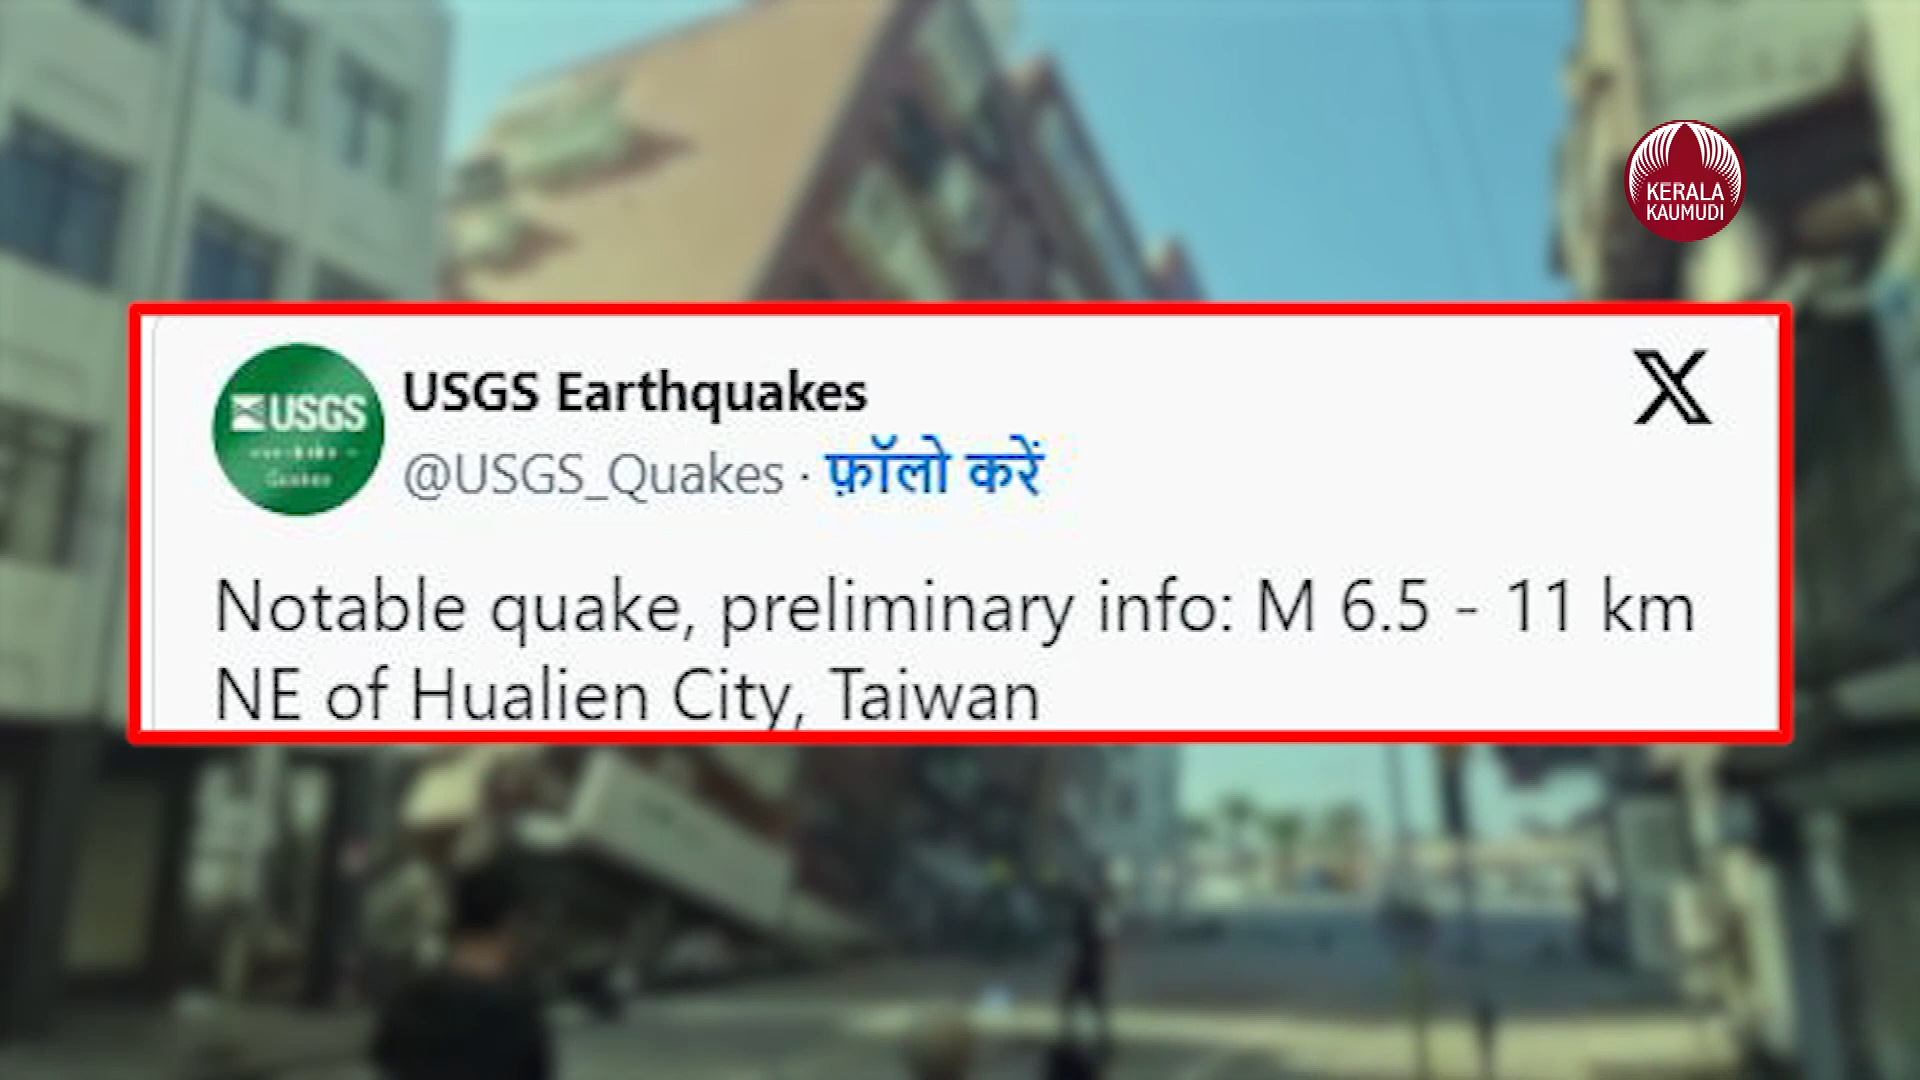 KERALA
KAUMUDI
USGS Earthquakes
USGS
@USGS_Quakes · फ़ॉलो करें
Notable quake, preliminary info: M 6.5 - 11 km
NE of Hualien City, Taiwan